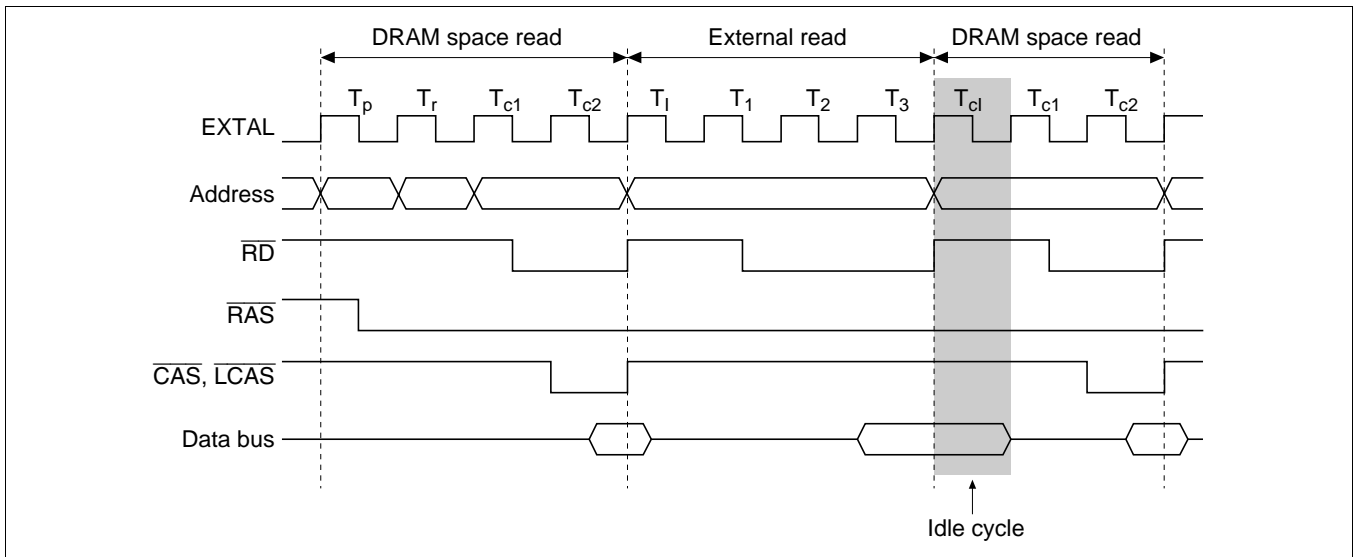 DRAM space read External read DRAM space read
Tp Tr Tc1 Tc2 TI T1 T2 T3 TcI Tc1 Tc2
EXTAL
Address
RD
RAS
CAS, LCAS
Data bus
Idle cycle